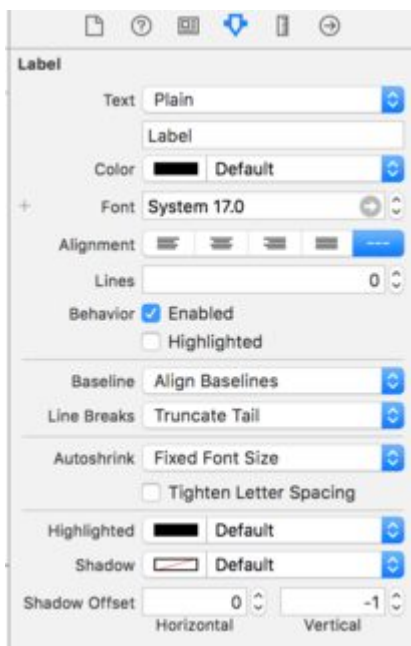 Label
Text Plain
Label
Color Default
+ Font System 17.0
Alignment ---
Lines 0
Behavior Enabled
Highlighted
Baseline Align Baselines
Line Breaks Truncate Tail
Autoshrink Fixed Font Size
Tighten Letter Spacing
Highlighted Default
Shadow Default
Shadow Offset 0 -1
Horizontal Vertical